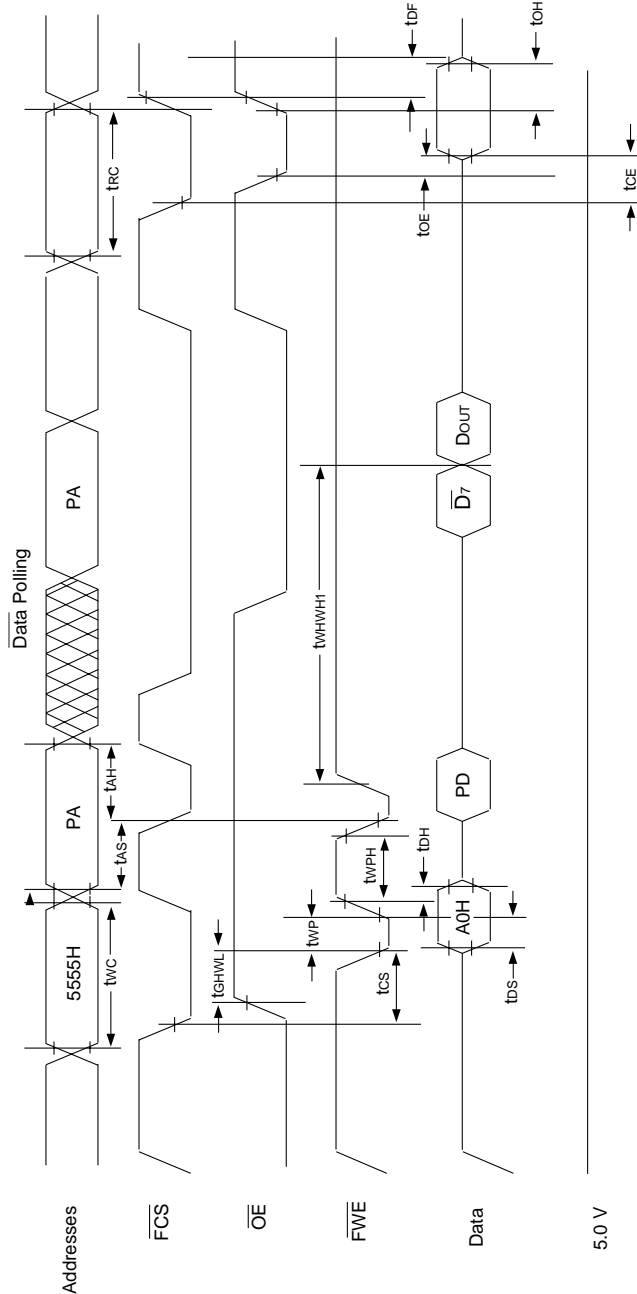 Data Polling
Addresses
5555H
PA
PA
tWC
tAS
tAH
tRC
FCS
OE
tGHWL
FWE
tCS
tWP
tWPH
tWHWH1
Data
A0H
PD
D7
DOUT
tDS
tDH
tOE
tDF
tOH
tCE
5.0 V